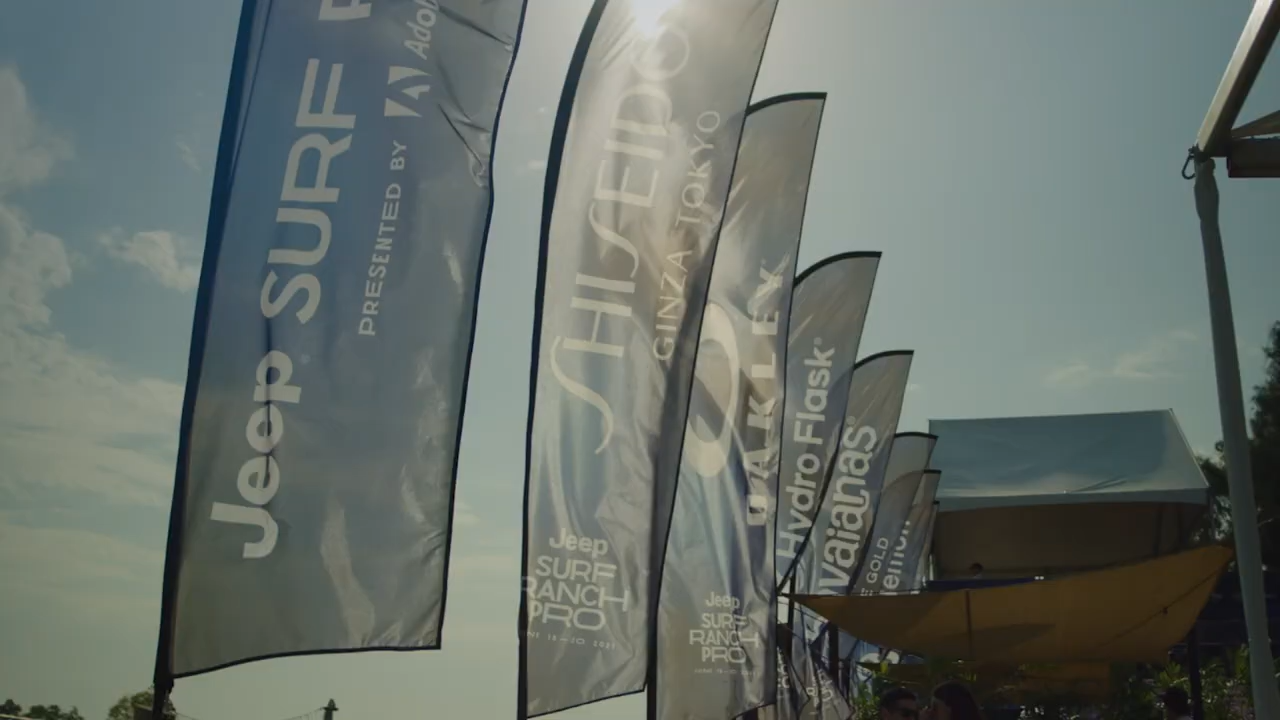 Jeep SURF
PRESENTED BY
SHISEIDO
GINZA TOKYO
Jeep
SURF
RANCH
PRO
OAKLEY
Jeep
SURF
RANCH
PRO
Hydro Flask
vaianas
GOLD